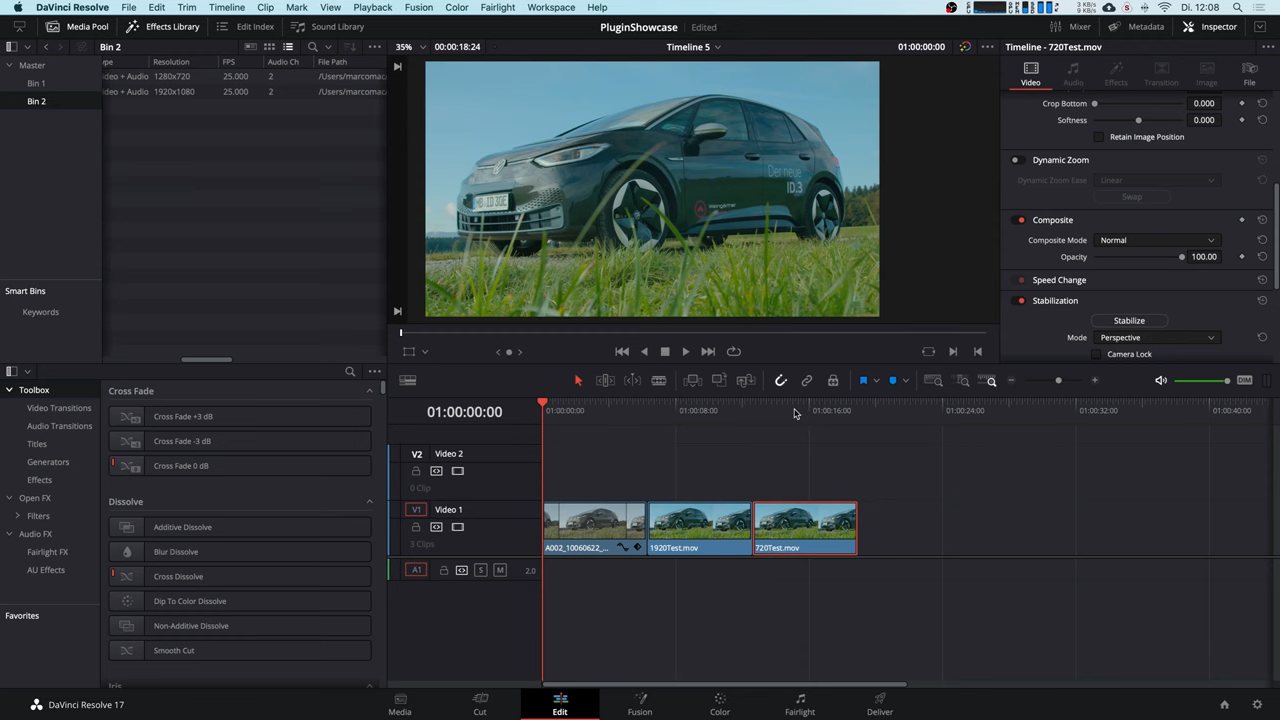 DaVinci Resolve File Edit Trim Timeline Clip Mark View Playback Fusion Color Fairlight Workspace Help Di, 12:08
Media Pool Effects Library Edit Index Sound Library PluginShowcase Edited Mixer Metadata Inspector
Bin 2 35% 00:00:18:24 Timeline 5 01:00:00:00 Timeline - 720Test.mov
Master
Bin 1
Bin 2
Resolution FPS Audio Ch File Path
ideo + Audio 1280x720 25.000 2 /Users/marcomac
ideo + Audio 1920x1080 25.000 2 /Users/marcomac
Smart Bins
Keywords
Der neue
ID.3
Video Audio Effects Transition Image File
Crop Bottom 0.000
Softness 0.000
Retain Image Position
Dynamic Zoom
Dynamic Zoom Ease Linear
Swap
Composite
Composite Mode Normal
Opacity 100.00
Speed Change
Stabilization
Stabilize
Mode Perspective
Camera Lock
Toolbox
Video Transitions
Audio Transitions
Titles
Generators
Effects
Open FX
Filters
Audio FX
Fairlight FX
AU Effects
Favorites
Cross Fade
Cross Fade +3 dB
Cross Fade -3 dB
Cross Fade 0 dB
Dissolve
Additive Dissolve
Blur Dissolve
Cross Dissolve
Dip To Color Dissolve
Non-Additive Dissolve
Smooth Cut
DIM
01:00:00:00 01:00:00:00 01:00:08:00 01:00:16:00 01:00:24:00 01:00:32:00 01:00:40:00
V2 Video 2
0 Clip
V1 Video 1
3 Clips
A002_10060622_... 1920Test.mov 720Test.mov
A1 S M 2.0
DaVinci Resolve 17 Media Cut Edit Fusion Color Fairlight Deliver